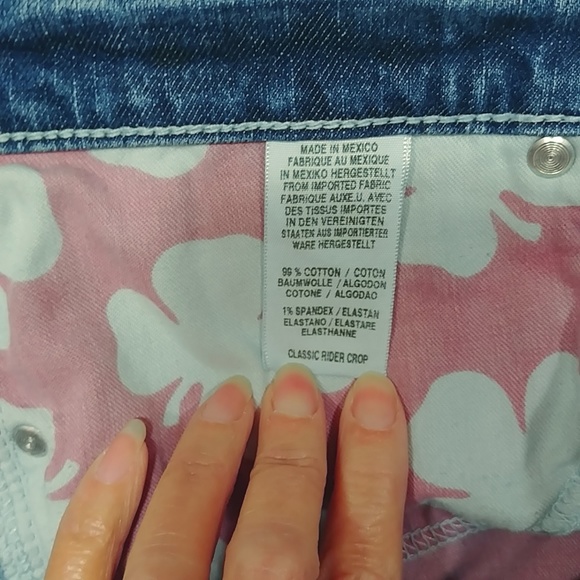 MADE IN MEXICO
FABRIQUE AU MEXIQUE
IN MEXIKO HERGESTELLT
FROM IMPORTED FABRIC
FABRIQUE AUXE.U. AVEC
DES TISSUS IMPORTEE
IN DEN VEREINIGTEN
STAATEN AUS IMPORTIERTER
WARE HERGESTELLT
99 % COTTON / COTON
BAUMWOLLE / ALGODON
COTONE / ALGODAO
1% SPANDEX / ELASTAN
ELASTANO / ELASTARE
ELASTHANNE
CLASSIC RIDER CROP